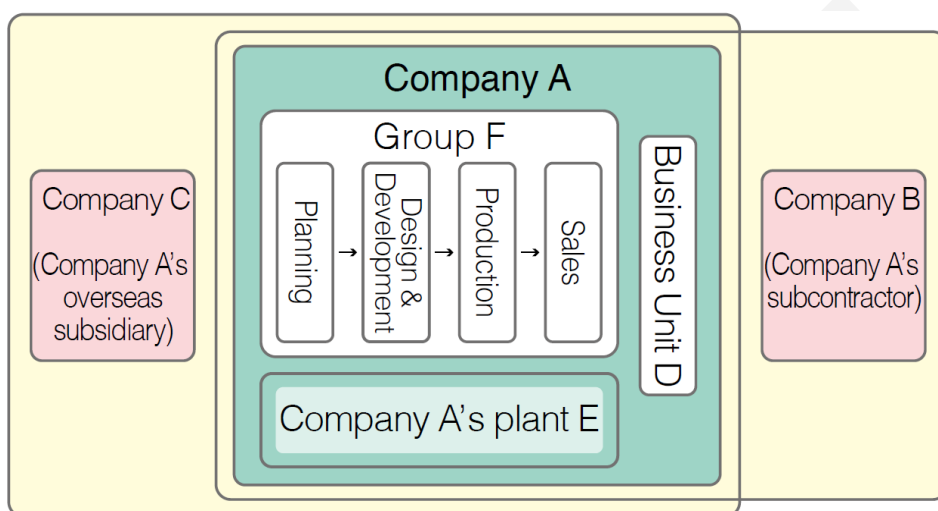 Company A
Group F
Planning
→
Design &
Development
→
Production
→
Sales
Business Unit D
Company A's plant E
Company C
(Company A's
overseas
subsidiary)
Company B
(Company A's
subcontractor)